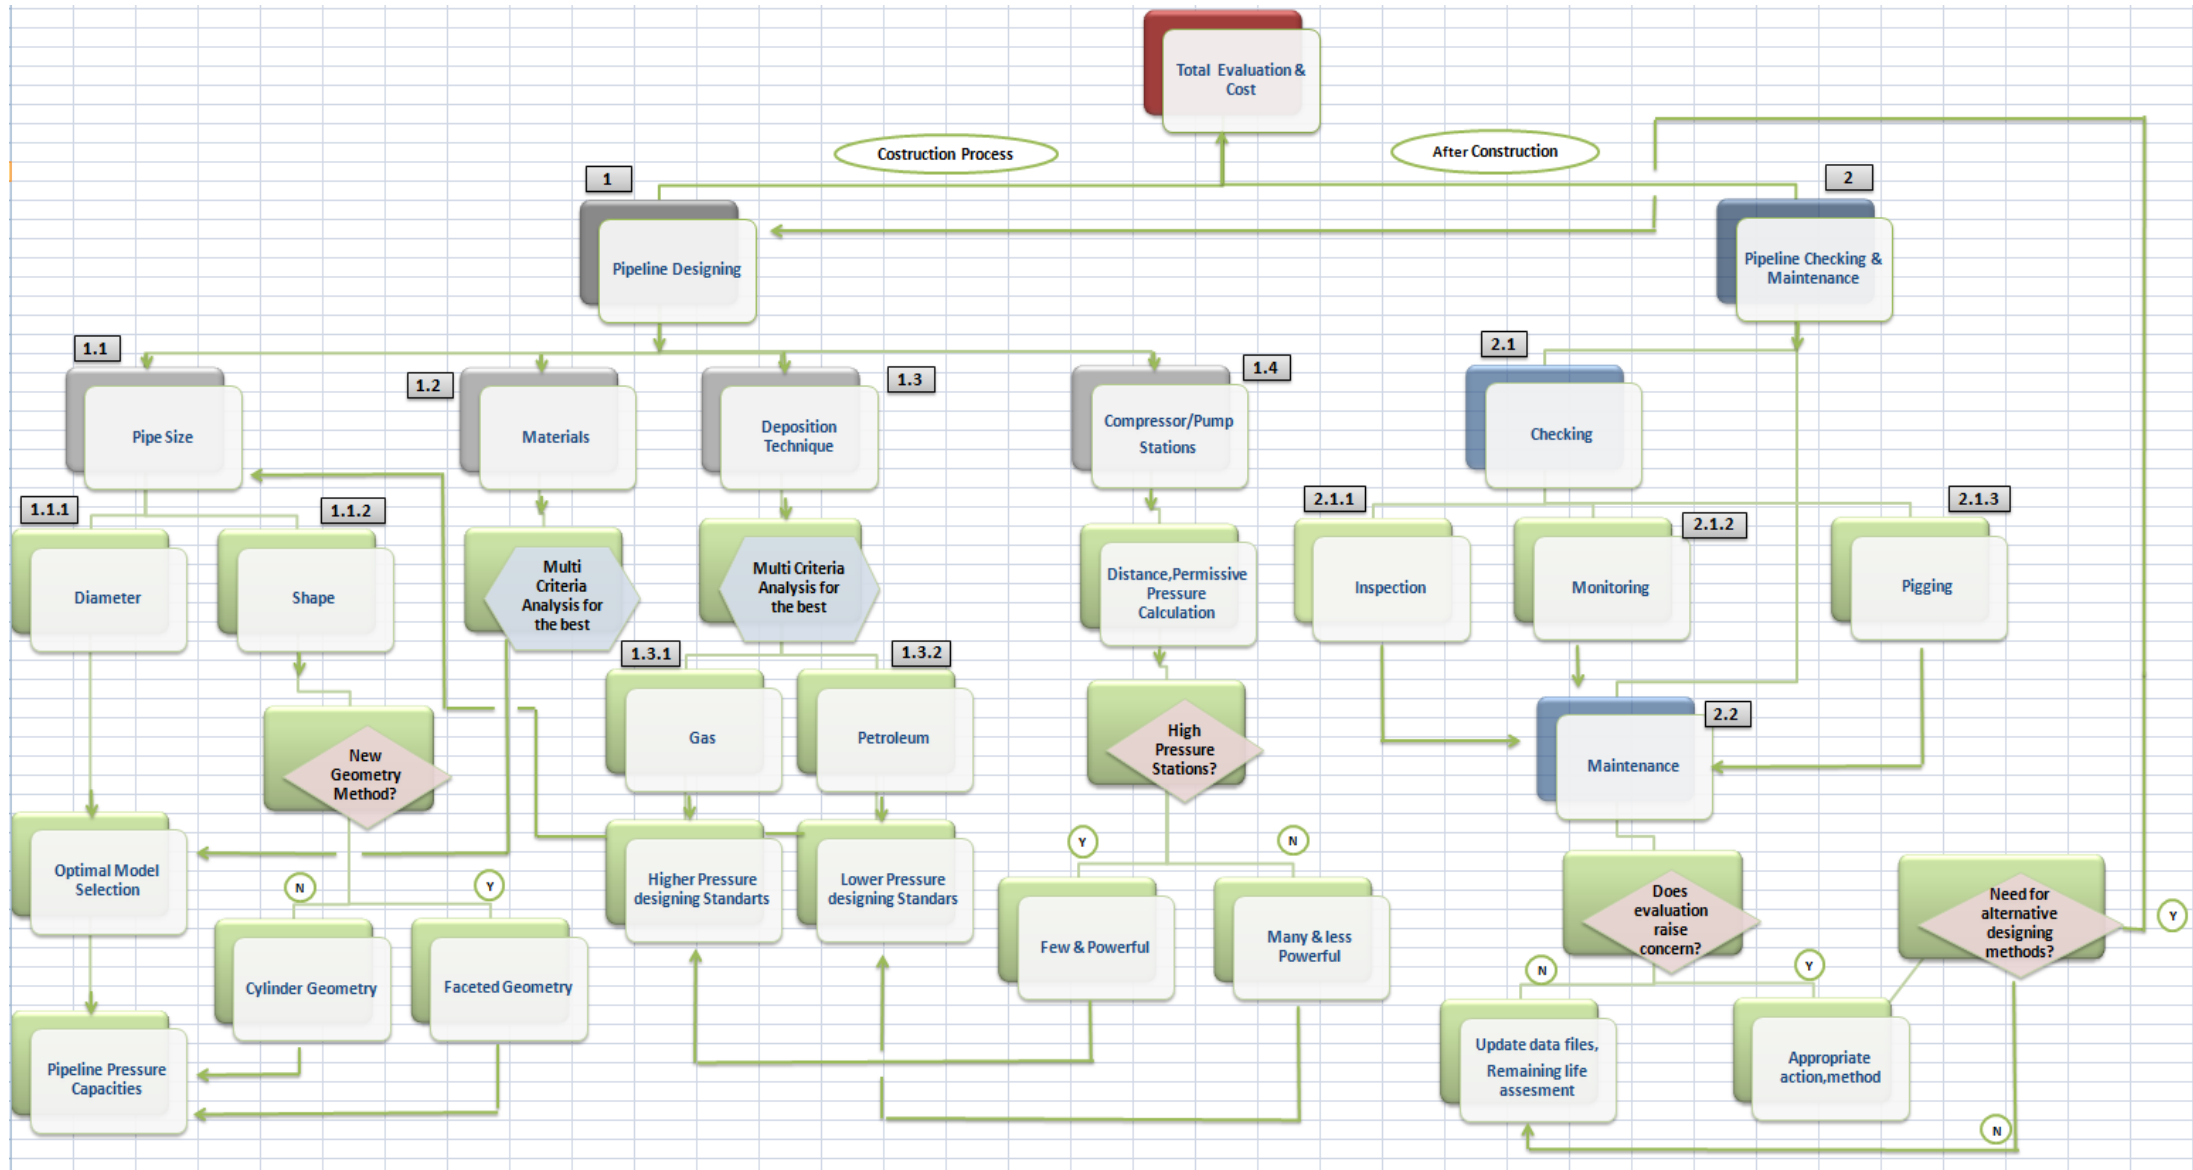 Total Evaluation &
Cost
Costruction Process
After Construction
1
2
Pipeline Designing
Pipeline Checking &
Maintenance
1.1
1.2
1.3
1.4
2.1
Pipe Size
Materials
Deposition
Technique
Compressor/Pump
Stations
Checking
1.1.1
1.1.2
2.1.1
2.1.2
2.1.3
Diameter
Shape
Multi
Criteria
Analysis for
the best
Multi Criteria
Analysis for
the best
Distance,Permissive
Pressure
Calculation
Inspection
Monitoring
Pigging
1.3.1
1.3.2
2.2
New
Geometry
Method?
Gas
Petroleum
High
Pressure
Stations?
Maintenance
Optimal Model
Selection
N
Y
Higher Pressure
designing Standarts
Lower Pressure
designing Standars
Y
N
Does
evaluation
raise
concern?
Need for
alternative
designing
methods?
Y
Cylinder Geometry
Faceted Geometry
Few & Powerful
Many & less
Powerful
N
Y
Pipeline Pressure
Capacities
Update data files,
Remaining life
assesment
Appropriate
action,method
N